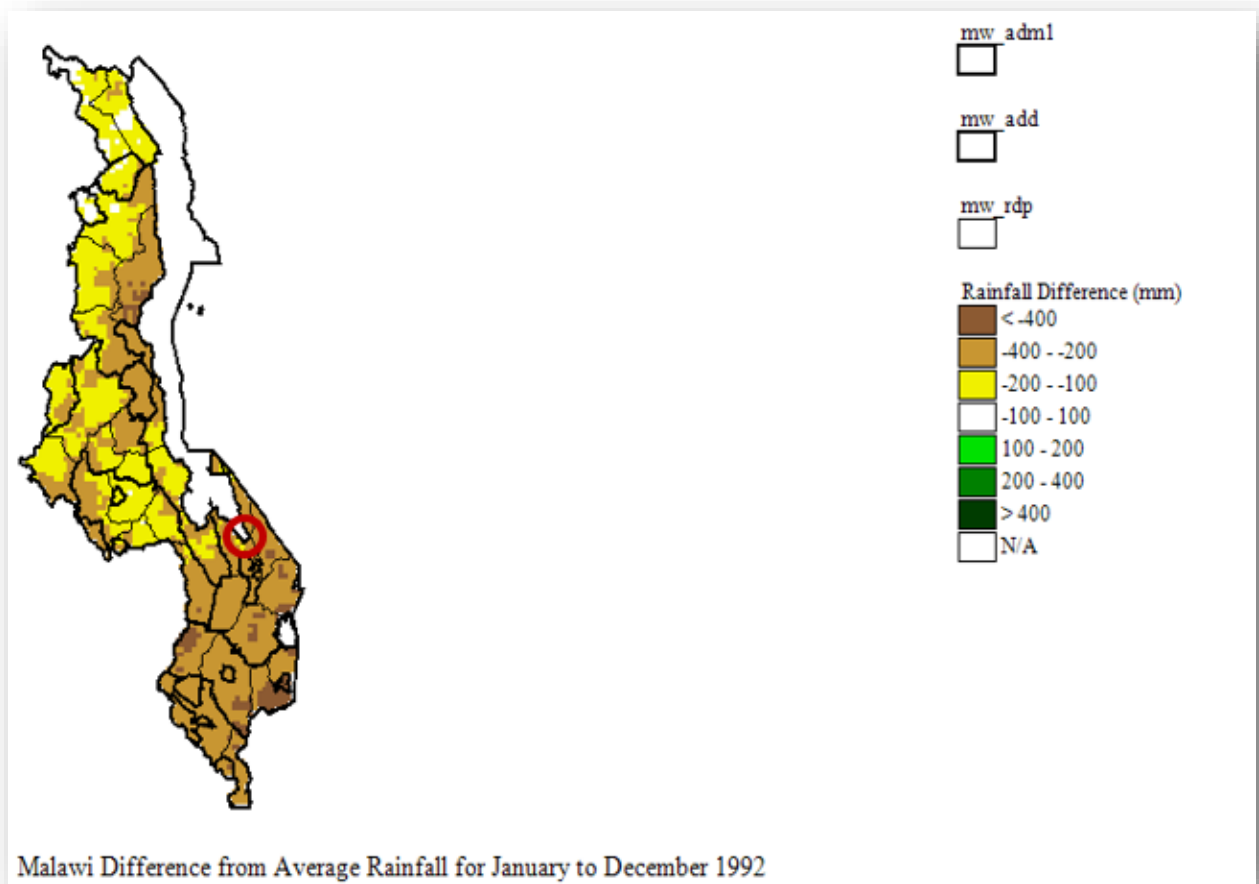 mw_adm1
mw_add
mw_rdp
Rainfall Difference (mm)
< -400
-400 - -200
-200 - -100
-100 - 100
100 - 200
200 - 400
> 400
N/A
Malawi Difference from Average Rainfall for January to December 1992